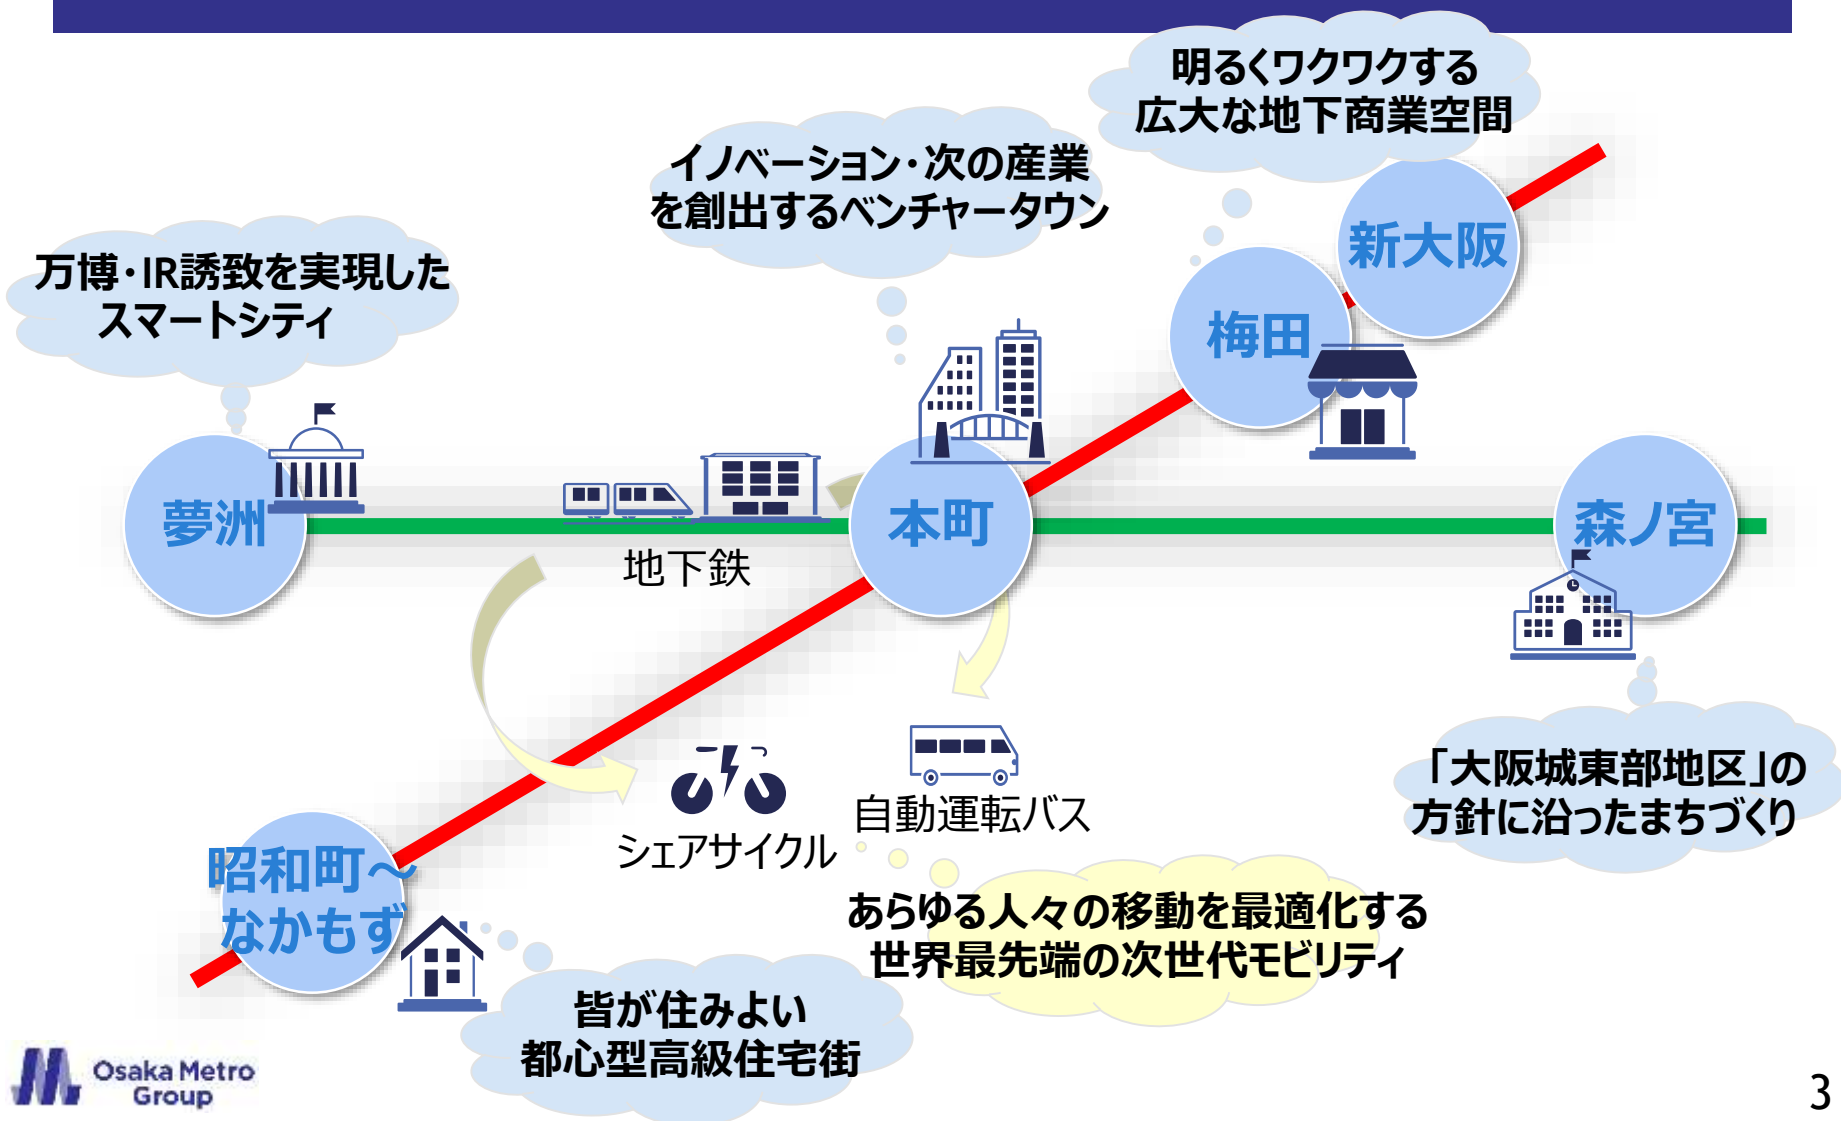 明るくワクワクする
広大な地下商業空間
イノベーション・次の産業
を創出するベンチャータウン
万博・IR誘致を実現した
スマートシティ
新大阪
梅田
夢洲
本町
森ノ宮
地下鉄
シェアサイクル
自動運転バス
「大阪城東部地区」の
方針に沿ったまちづくり
昭和町～
なかもず
あらゆる人々の移動を最適化する
世界最先端の次世代モビリティ
皆が住みよい
都心型高級住宅街
Osaka Metro
Group
3